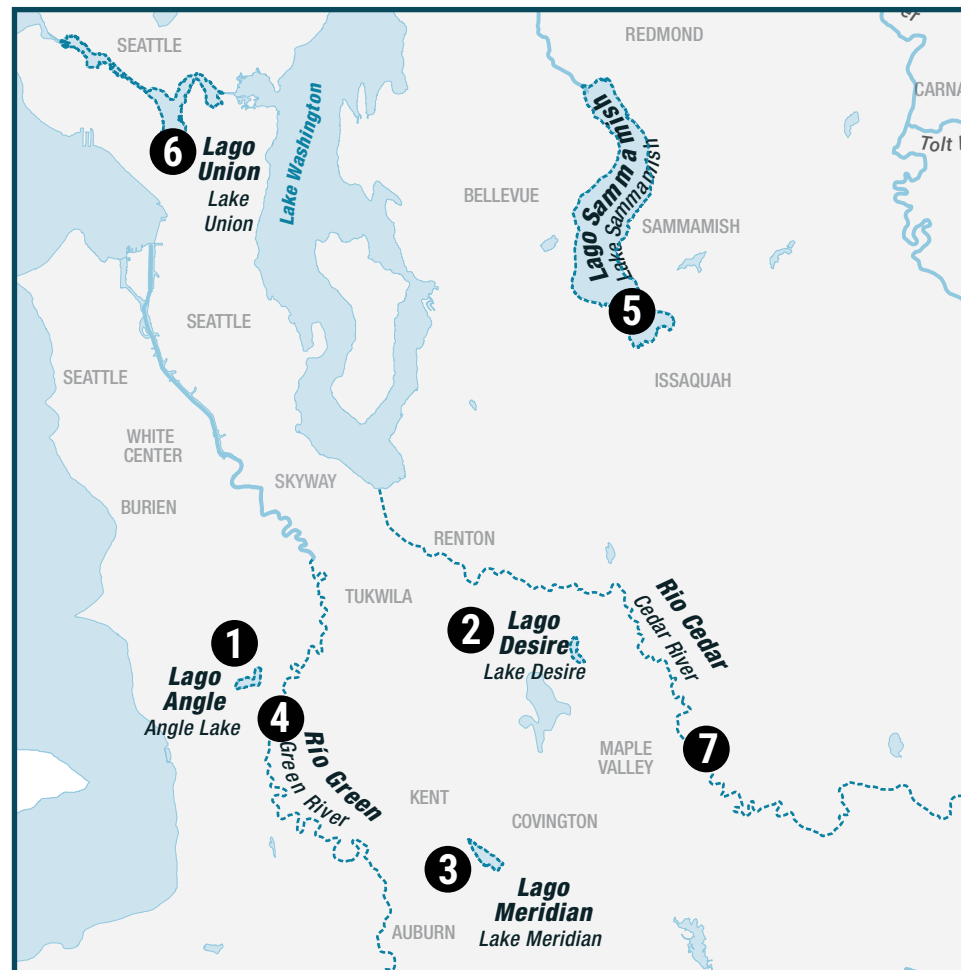 SEATTLE
REDMOND
er
CARNA
Tolt
6
Lago
Union
Lake
Union
Lake Washington
Lago Sammamish
Lake Sammamish
BELLEVUE
SAMMAMISH
5
SEATTLE
SEATTLE
ISSAQUAH
WHITE
CENTER
BURIEN
SKYWAY
RENTON
TUKWILA
1
Lago
Angle
Angle Lake
2
Lago
Desire
Lake Desire
Rio Cedar
Cedar River
4
Río Green
Green River
MAPLE
VALLEY
7
KENT
COVINGTON
3
Lago
Meridian
Lake Meridian
AUBURN